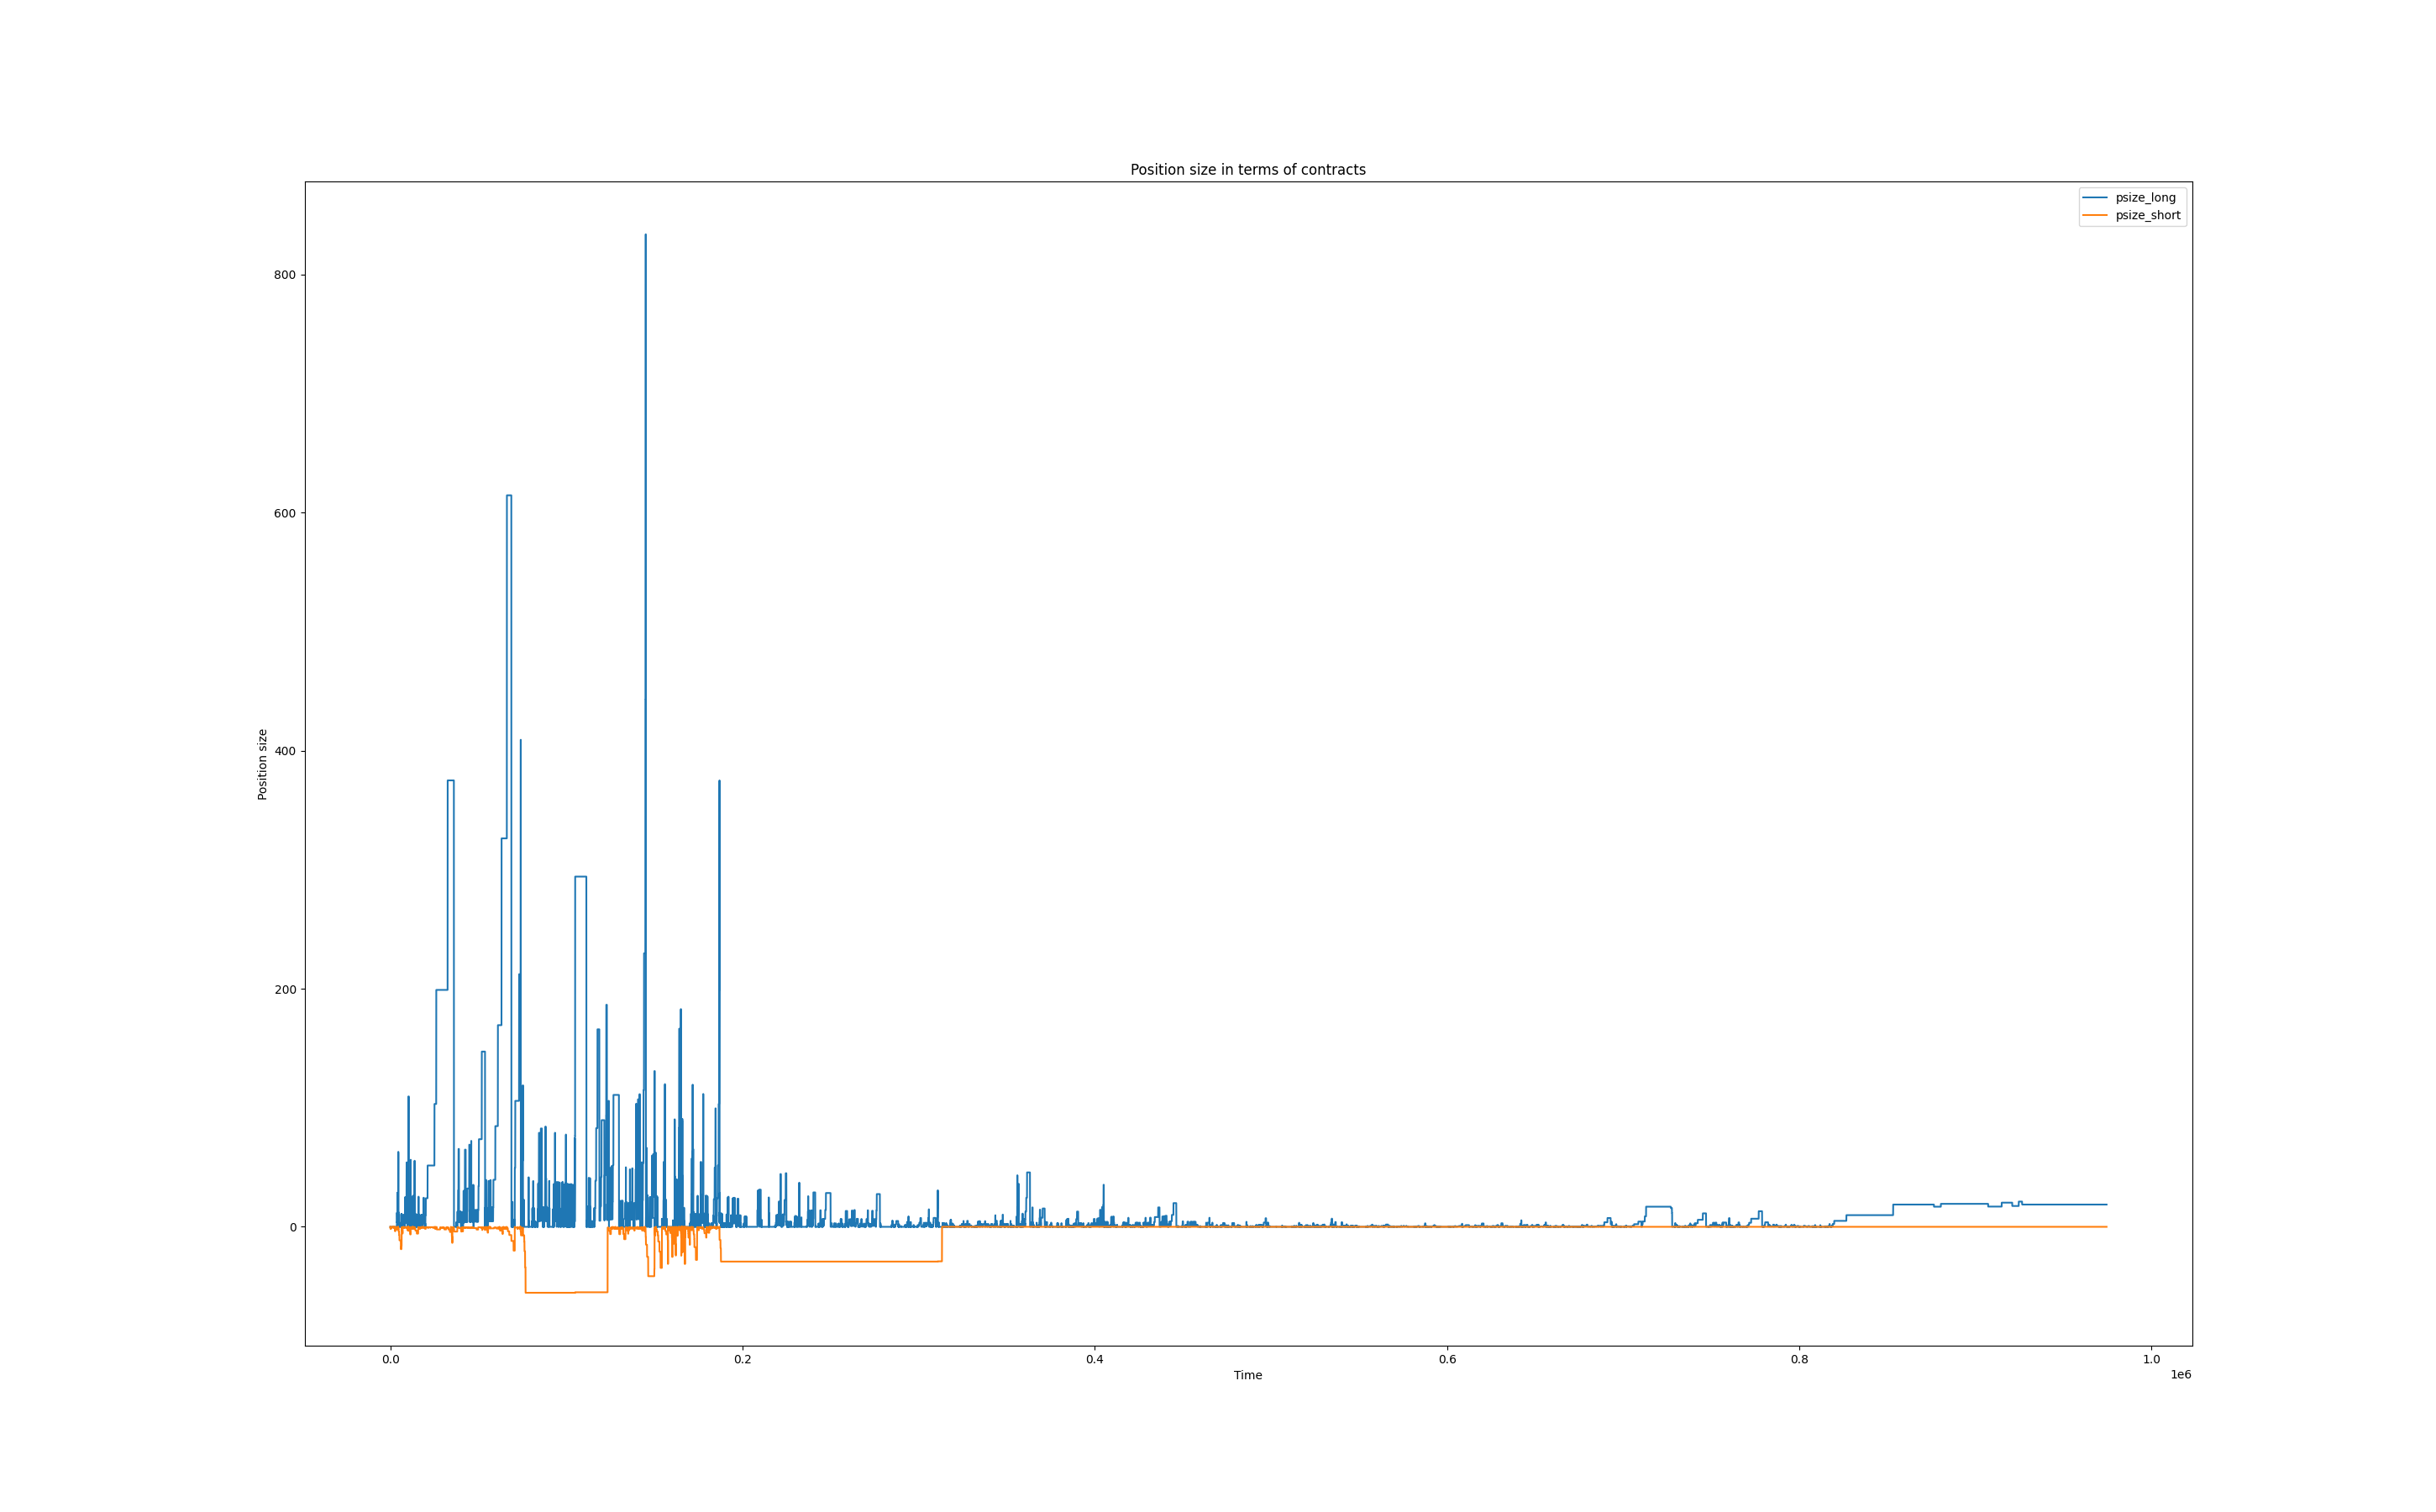 Position size in terms of contracts
psize_long
psize_short
Position size
800
600
400
200
0
0.0 0.2 0.4 0.6 0.8 1.0
1e6
Time